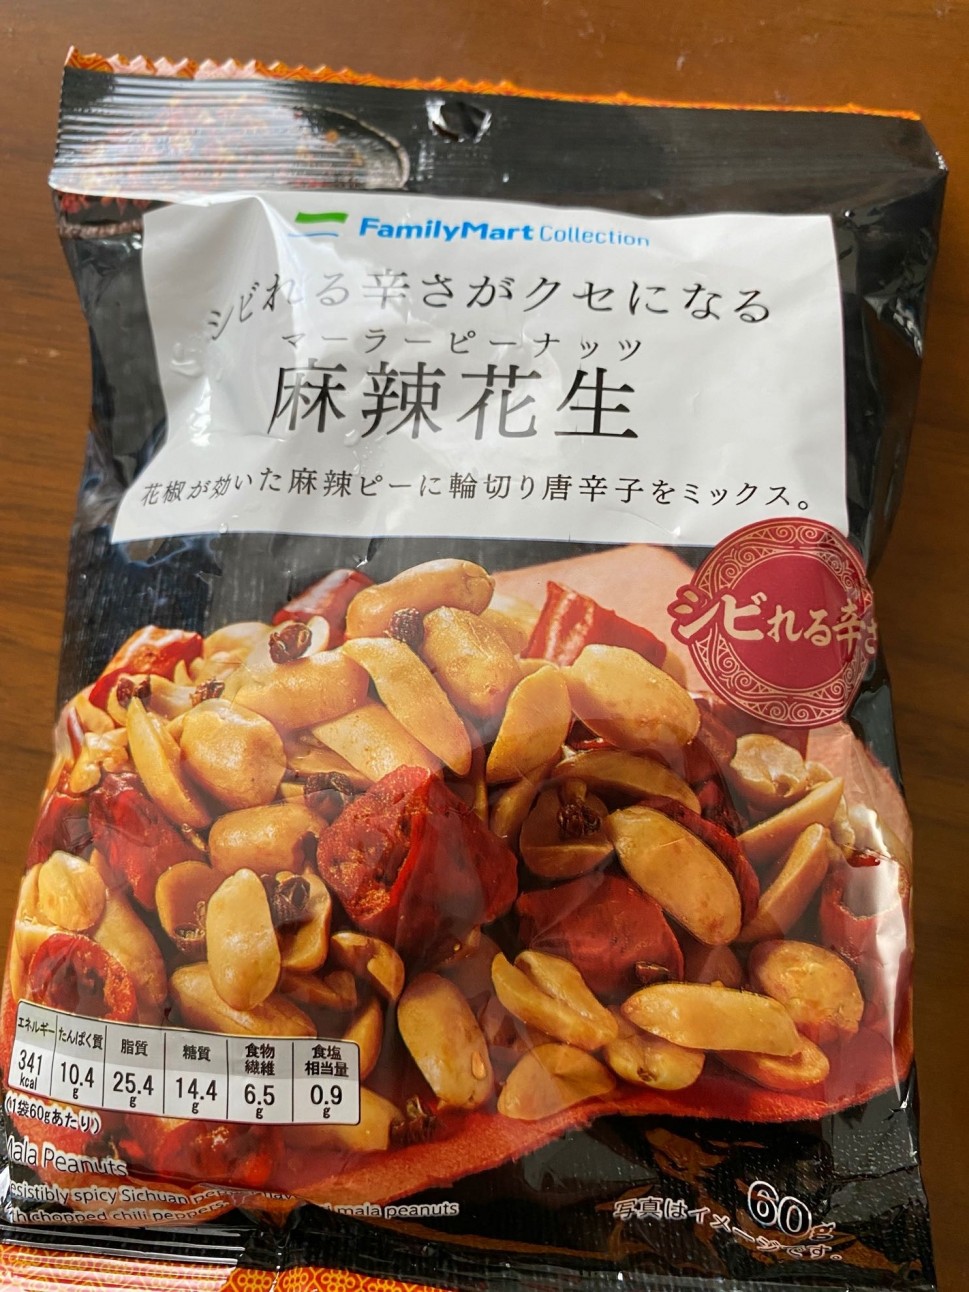 FamilyMart Collection
シビれる辛さがクセになる
マーラーピーナッツ
麻辣花生
花椒が効いた麻辣ピーに輪切り唐辛子をミックス。
シビれる辛さ
エネルギー たんぱく質 脂質 糖質 食物繊維 食塩相当量
341kcal 10.4g 25.4g 14.4g 6.5g 0.9g
(1袋60gあたり)
Mala Peanuts
spicy Sichuan
chopped chili peppers mala peanuts
60g
写真はイメージです。